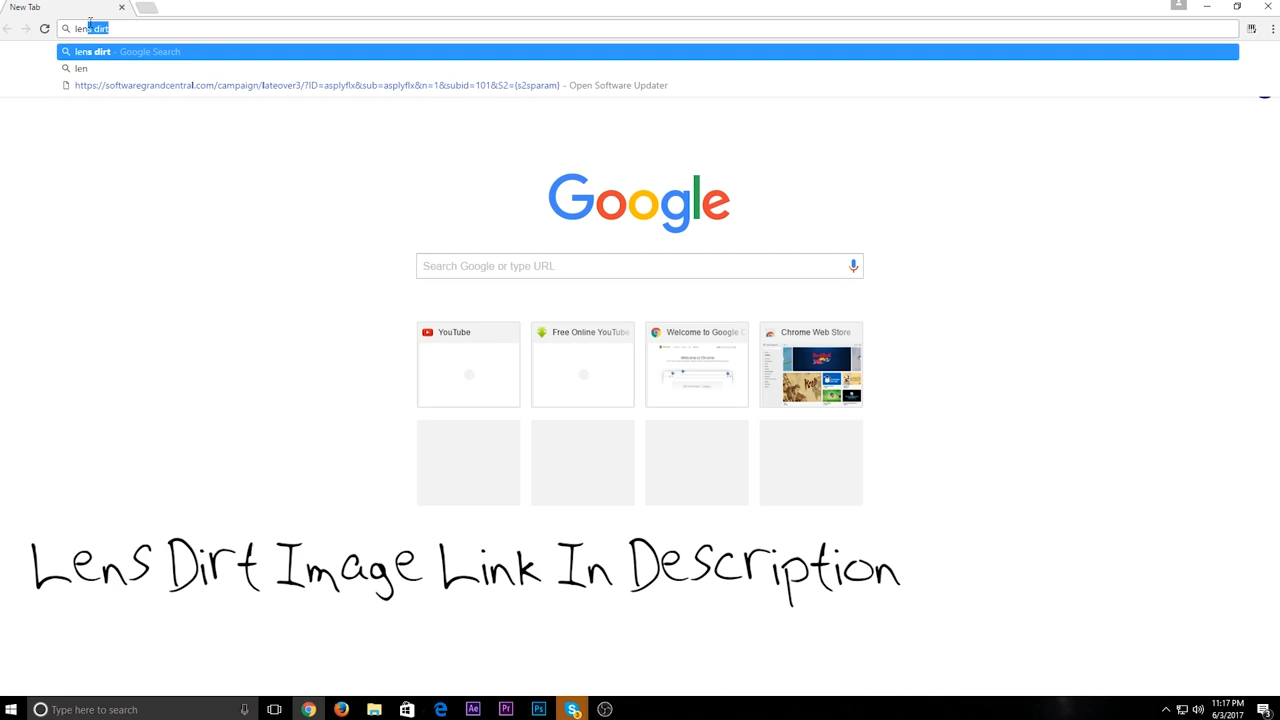 New Tab
lens dirt
lens dirt - Google Search
len
https://softwaregrandcentral.com/campaign/lateover3/?ID=asplyflx&sub=asplyflx&n=1&subid=101&S2={s2sparam} - Open Software Updater
Google
Search Google or type URL
YouTube
Free Online YouTube
Welcome to Google C
Chrome Web Store
Lens Dirt Image Link In Description
Type here to search
Ae
Pr
Ps
11:17 PM
6/3/2017